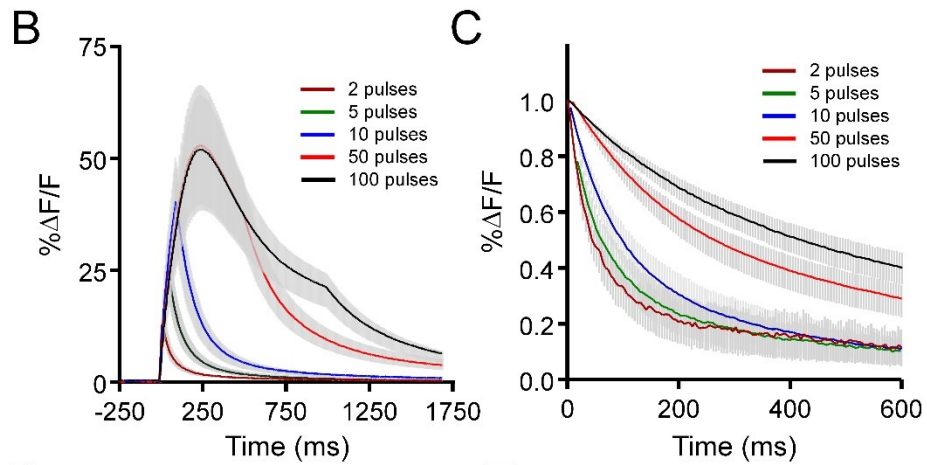 B
75
50
25
0
%ΔF/F
-250
250
750
1250
1750
Time (ms)
2 pulses
5 pulses
10 pulses
50 pulses
100 pulses
C
1.0
0.8
0.6
0.4
0.2
0.0
%ΔF/F
0
200
400
600
Time (ms)
2 pulses
5 pulses
10 pulses
50 pulses
100 pulses